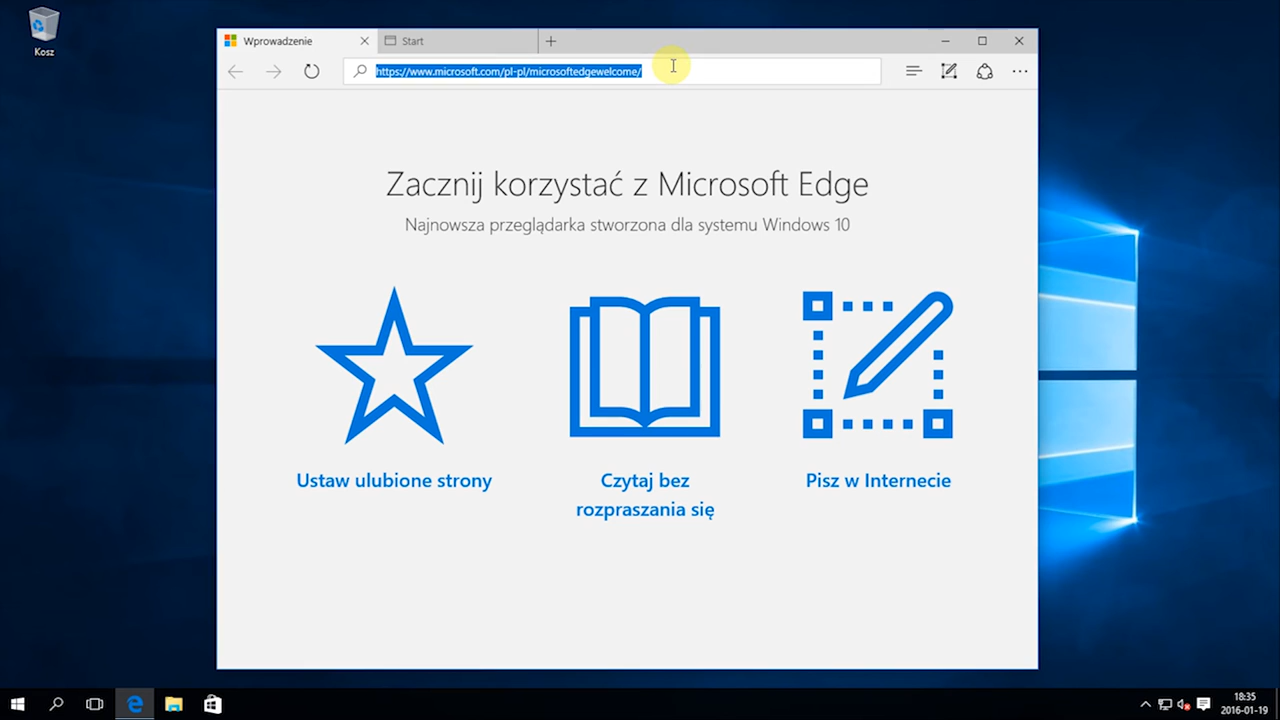 Kosz
Wprowadzenie
Start
https://www.microsoft.com/pl-pl/microsoftedgewelcome/
Zacznij korzystać z Microsoft Edge
Najnowsza przeglądarka stworzona dla systemu Windows 10
Ustaw ulubione strony
Czytaj bez
rozpraszania się
Pisz w Internecie
18:35
2016-01-19